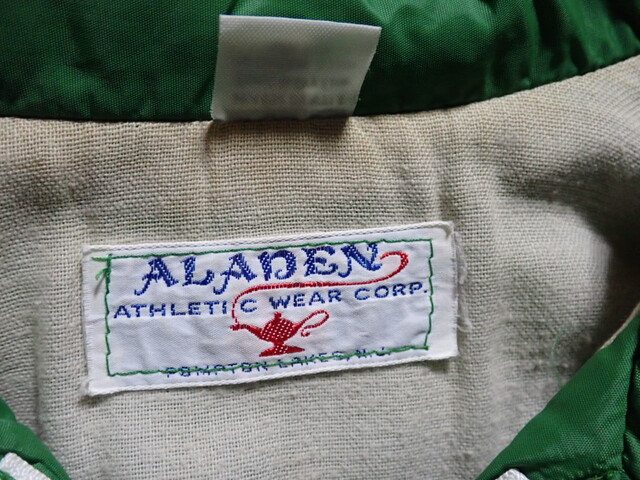 ALADEN
ATHLETIC WEAR CORP.
POMPTON LAKES, N.J.